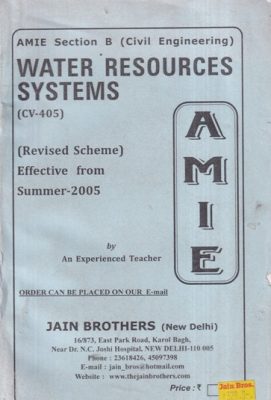 AMIE Section B (Civil Engineering)
WATER RESOURCES
SYSTEMS
(CV-405)
(Revised Scheme)
Effective from
Summer-2005
AMIE
by
An Experienced Teacher
ORDER CAN BE PLACED ON OUR E-mail
JAIN BROTHERS (New Delhi)
16/873, East Park Road, Karol Bagh,
Near Dr. N.C. Joshi Hospital, NEW DELHI-110 005
Phone : 23618426, 45097398
E-mail : jain_bros@hotmail.com
Website : www.thejainbrothers.com
Price : ₹
Jain Bros.